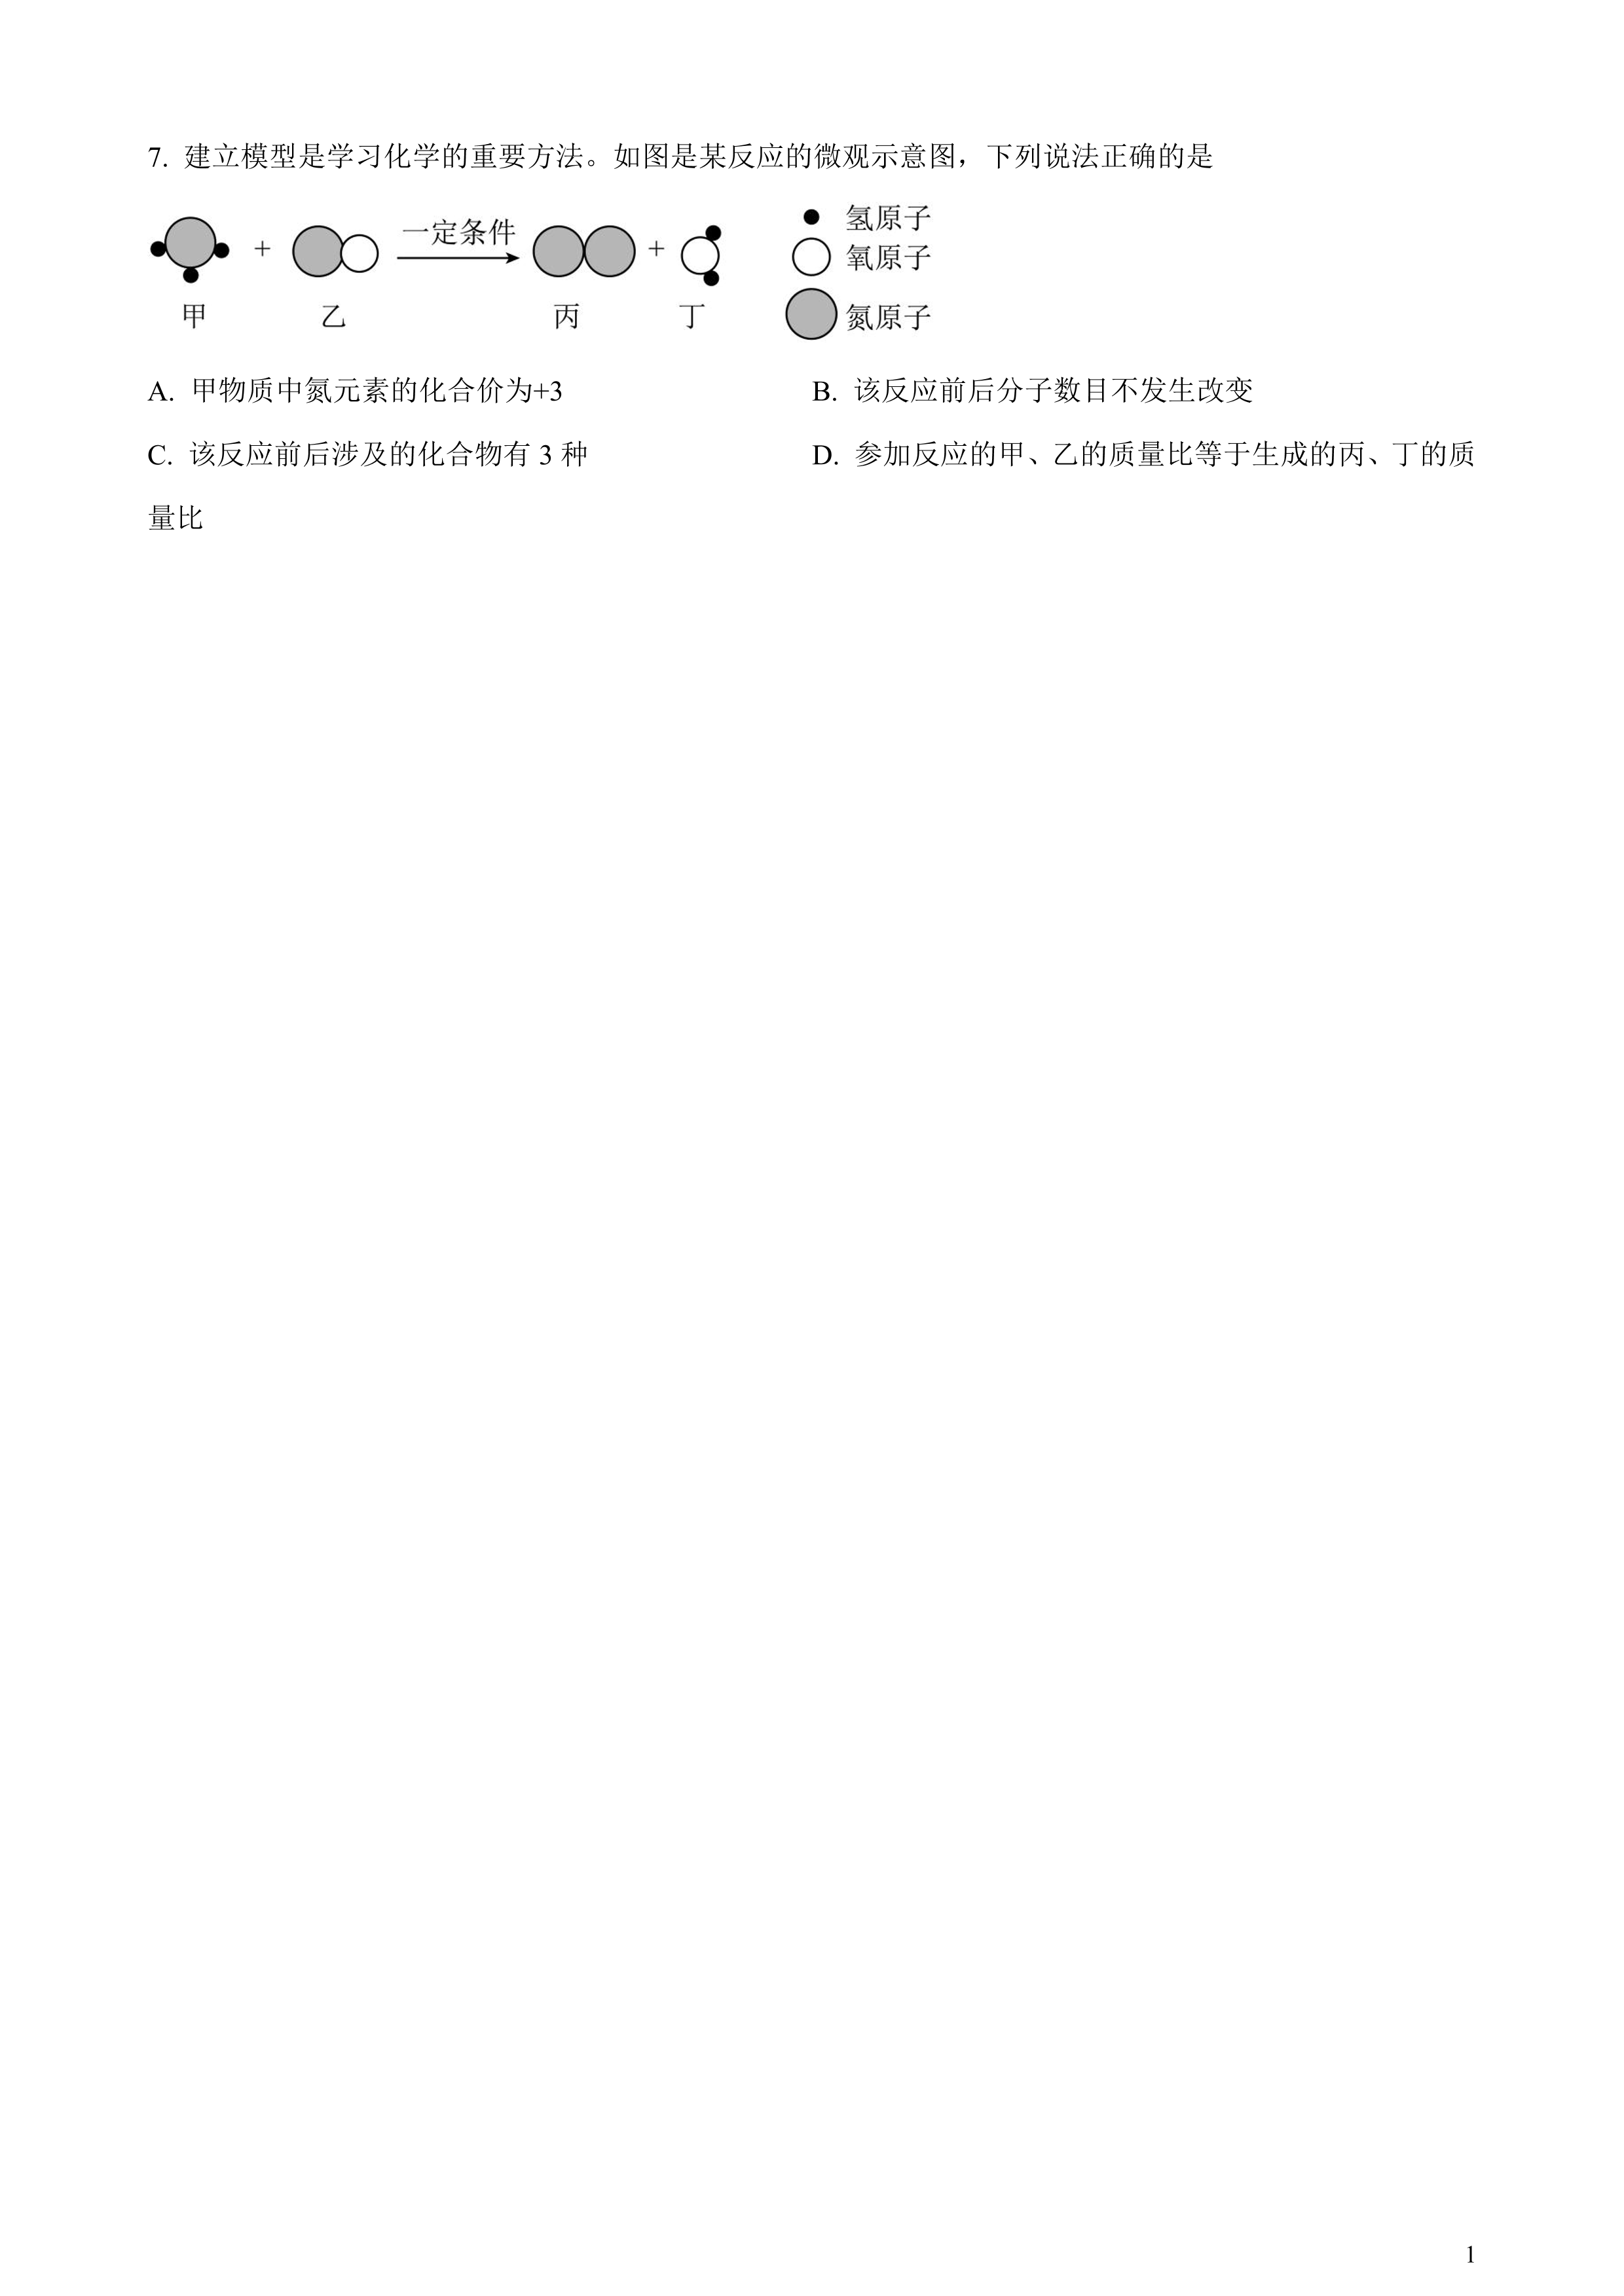 7. 建立模型是学习化学的重要方法。如图是某反应的微观示意图，下列说法正确的是
+ 一定条件 + 氢原子
氧原子
甲 乙 丙 丁 氮原子
A. 甲物质中氮元素的化合价为+3 B. 该反应前后分子数目不发生改变
C. 该反应前后涉及的化合物有 3 种 D. 参加反应的甲、乙的质量比等于生成的丙、丁的质
量比
1